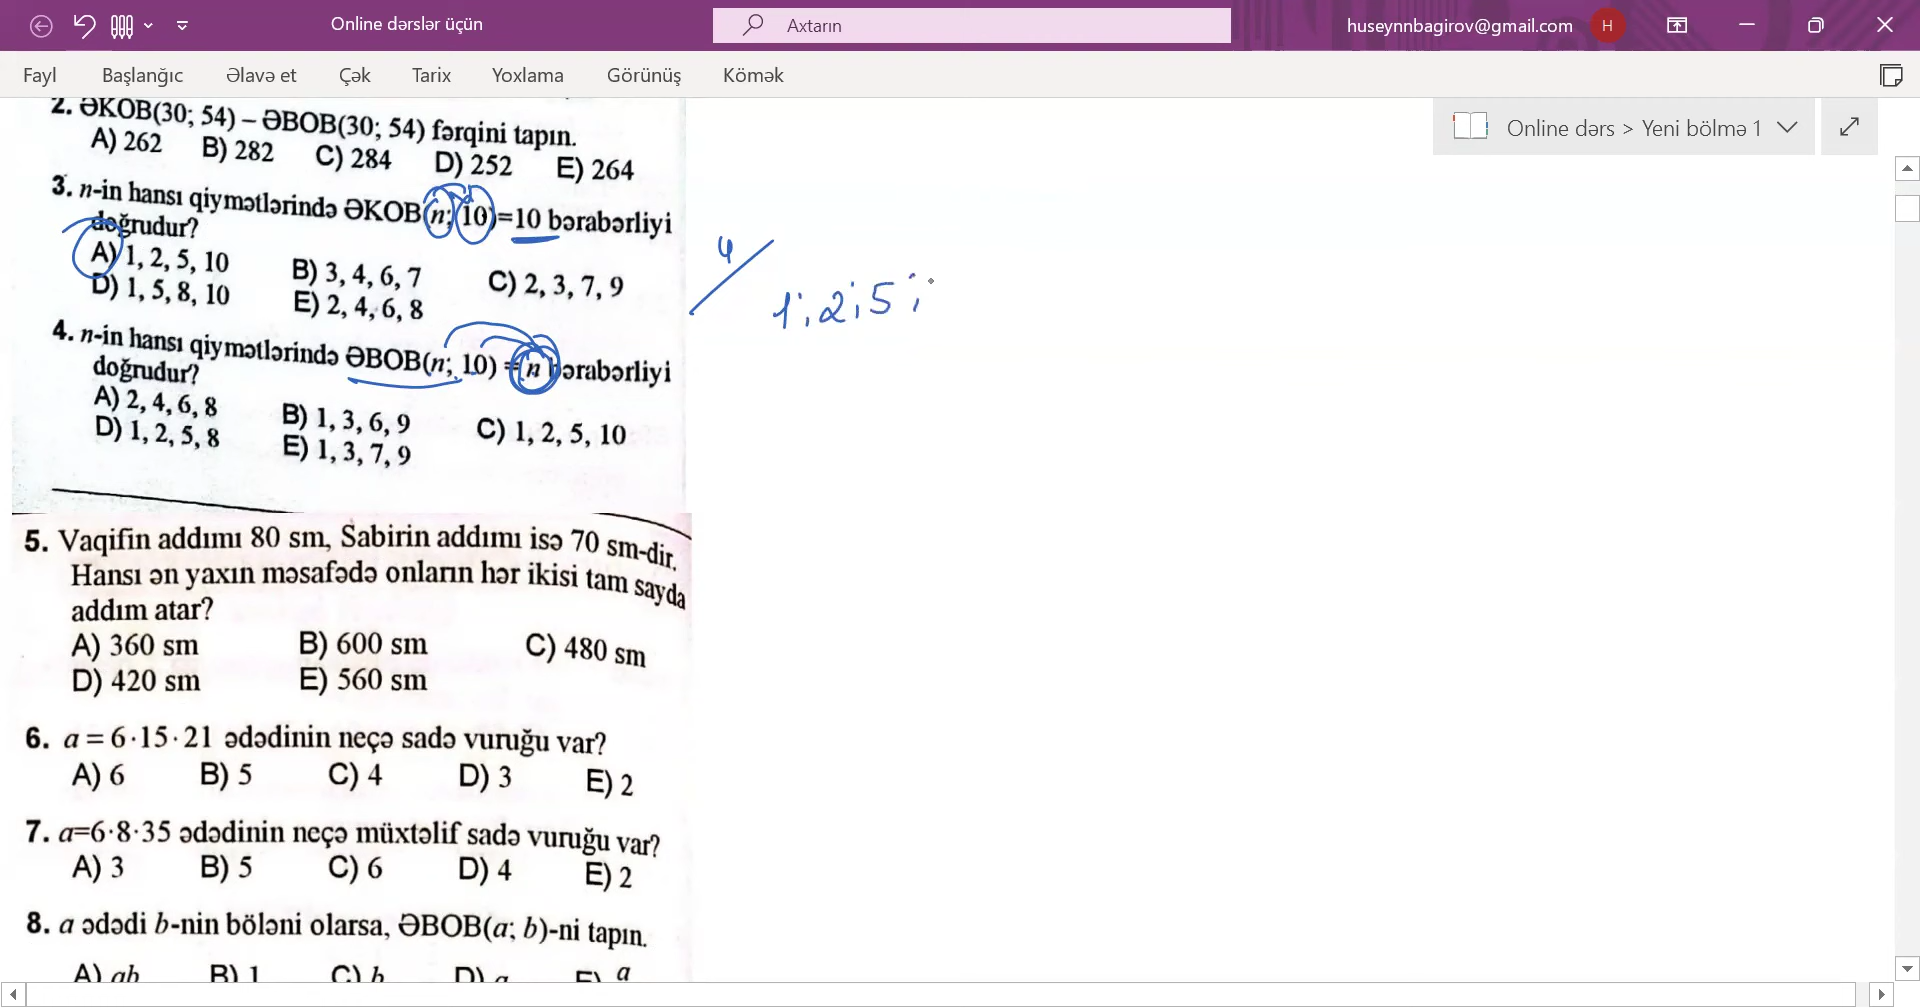 Online dərslər üçün
Axtarın
huseynnbagirov@gmail.com
H
Fayl Başlanğıc Əlavə et Çək Tarix Yoxlama Görünüş Kömək
Online dərs > Yeni bölmə 1
2. ƏKOB(30; 54) – ƏBOB(30; 54) fərqini tapın.
A) 262 B) 282 C) 284 D) 252 E) 264
3. n-in hansı qiymətlərində ƏKOB(n; 10)=10 bərabərliyi
doğrudur?
A) 1, 2, 5, 10 B) 3, 4, 6, 7 C) 2, 3, 7, 9
D) 1, 5, 8, 10 E) 2, 4, 6, 8
4. n-in hansı qiymətlərində ƏBOB(n; 10) = n bərabərliyi
doğrudur?
A) 2, 4, 6, 8 B) 1, 3, 6, 9 C) 1, 2, 5, 10
D) 1, 2, 5, 8 E) 1, 3, 7, 9
4
1; 2; 5;
5. Vaqifin addımı 80 sm, Sabirin addımı isə 70 sm-dir.
Hansı ən yaxın məsafədə onların hər ikisi tam sayda
addım atar?
A) 360 sm B) 600 sm C) 480 sm
D) 420 sm E) 560 sm
6. a = 6·15·21 ədədinin neçə sadə vuruğu var?
A) 6 B) 5 C) 4 D) 3 E) 2
7. a=6·8·35 ədədinin neçə müxtəlif sadə vuruğu var?
A) 3 B) 5 C) 6 D) 4 E) 2
8. a ədədi b-nin böləni olarsa, ƏBOB(a; b)-ni tapın.
A) ab B) 1 C) b D) a E) a